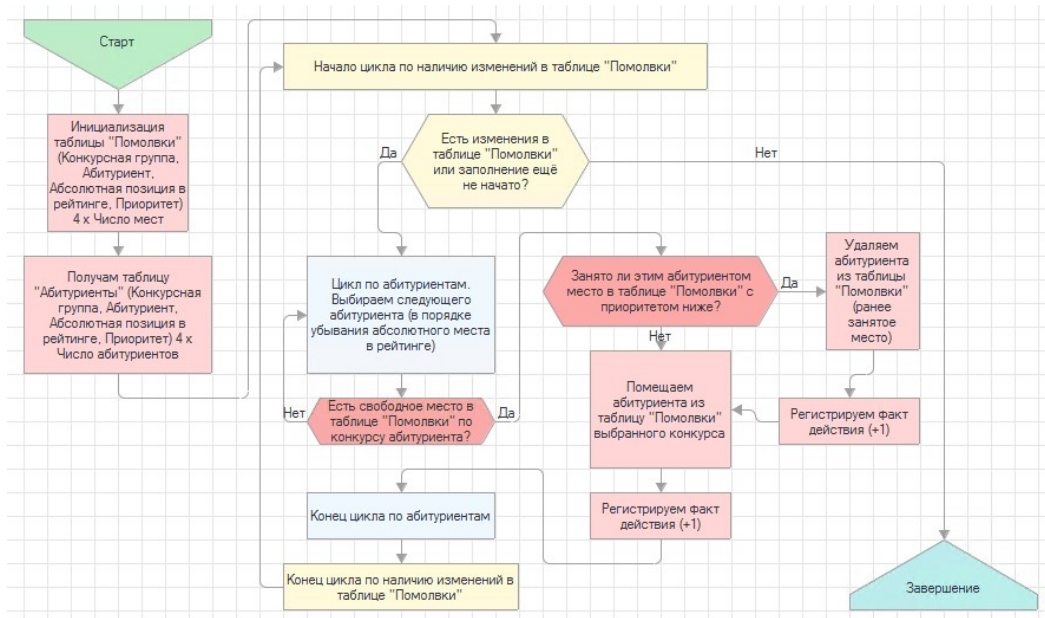 Старт
Инициализация
таблицы "Помолвки"
(Конкурсная группа,
Абитуриент,
Абсолютная позиция в
рейтинге, Приоритет)
4 х Число мест
Получам таблицу
"Абитуриенты" (Конкурсная
группа, Абитуриент,
Абсолютная позиция в
рейтинге, Приоритет) 4 х
Число абитуриентов
Начало цикла по наличию изменений в таблице "Помолвки"
Есть изменения в
таблице "Помолвки"
или заполнение ещё
не начато?
Да
Нет
Цикл по абитуриентам.
Выбираем следующего
абитуриента (в порядке
убывания абсолютного места
в рейтинге)
Есть свободное место в
таблице "Помолвки" по
конкурсу абитуриента?
Нет
Да
Занято ли этим абитуриентом
место в таблице "Помолвки" с
приоритетом ниже?
Да
Нет
Удаляем
абитуриента
из таблицы
"Помолвки"
(ранее
занятое
место)
Регистрируем факт
действия (+1)
Помещаем
абитуриента из
таблицу "Помолвки"
выбранного конкурса
Регистрируем факт
действия (+1)
Конец цикла по абитуриентам
Конец цикла по наличию изменений в
таблице "Помолвки"
Завершение